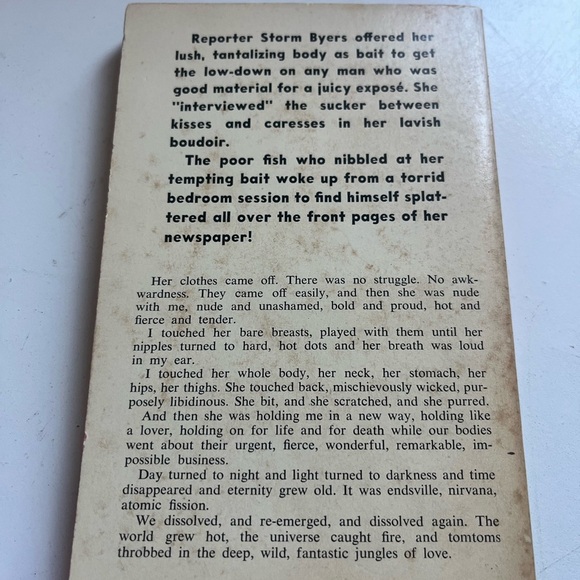 Reporter Storm Byers offered her
lush, tantalizing body as bait to get
the low-down on any man who was
good material for a juicy exposé. She
"interviewed" the sucker between
kisses and caresses in her lavish
boudoir.
The poor fish who nibbled at her
tempting bait woke up from a torrid
bedroom session to find himself splat-
tered all over the front pages of her
newspaper!
Her clothes came off. There was no struggle. No awk-
wardness. They came off easily, and then she was nude
with me, nude and unashamed, bold and proud, hot and
fierce and tender.
I touched her bare breasts, played with them until her
nipples turned to hard, hot dots and her breath was loud
in my ear.
I touched her whole body, her neck, her stomach, her
hips, her thighs. She touched back, mischievously wicked, pur-
posely libidinous. She bit, and she scratched, and she purred.
And then she was holding me in a new way, holding like
a lover, holding on for life and for death while our bodies
went about their urgent, fierce, wonderful, remarkable, im-
possible business.
Day turned to night and light turned to darkness and time
disappeared and eternity grew old. It was endsville, nirvana,
atomic fission.
We dissolved, and re-emerged, and dissolved again. The
world grew hot, the universe caught fire, and tomtoms
throbbed in the deep, wild, fantastic jungles of love.